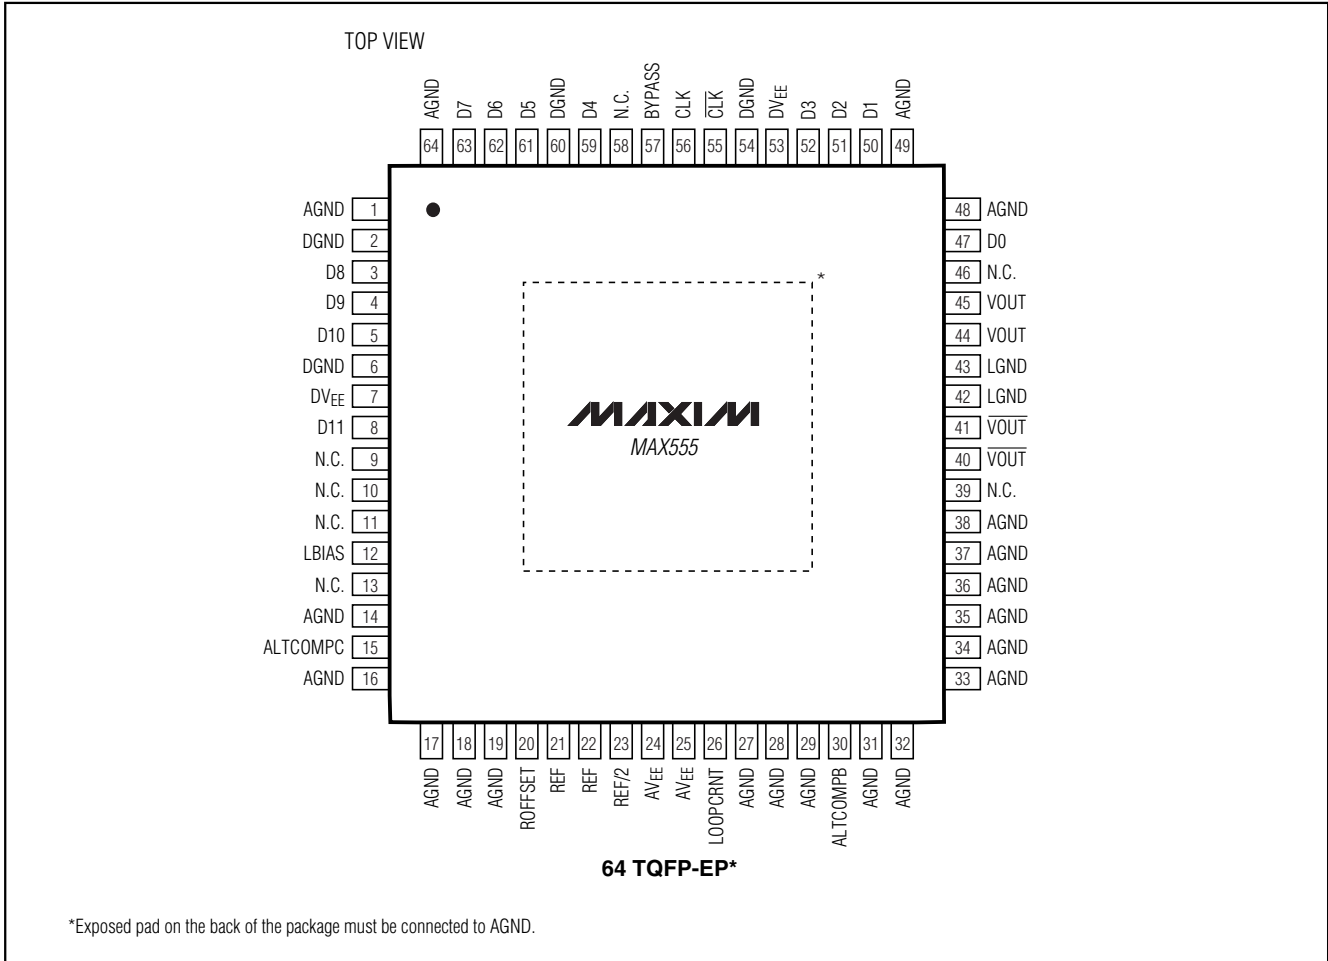 TOP VIEW
AGND D7 D6 D5 DGND D4 N.C. BYPASS CLK C̅L̅K̅ DGND DVEE D3 D2 D1 AGND
64 63 62 61 60 59 58 57 56 55 54 53 52 51 50 49
AGND 1 48 AGND
DGND 2 47 D0
D8 3 46 N.C.
*
D9 4 45 VOUT
D10 5 44 VOUT
DGND 6 43 LGND
DVEE 7 42 LGND
MAXIM
D11 8 41 V̅O̅U̅T̅
MAX555
N.C. 9 40 V̅O̅U̅T̅
N.C. 10 39 N.C.
N.C. 11 38 AGND
LBIAS 12 37 AGND
N.C. 13 36 AGND
AGND 14 35 AGND
ALTCOMPC 15 34 AGND
AGND 16 33 AGND
17 18 19 20 21 22 23 24 25 26 27 28 29 30 31 32
AGND AGND AGND ROFFSET REF REF REF/2 AVEE AVEE LOOPCRNT AGND AGND AGND ALTCOMPB AGND AGND
64 TQFP-EP*
*Exposed pad on the back of the package must be connected to AGND.